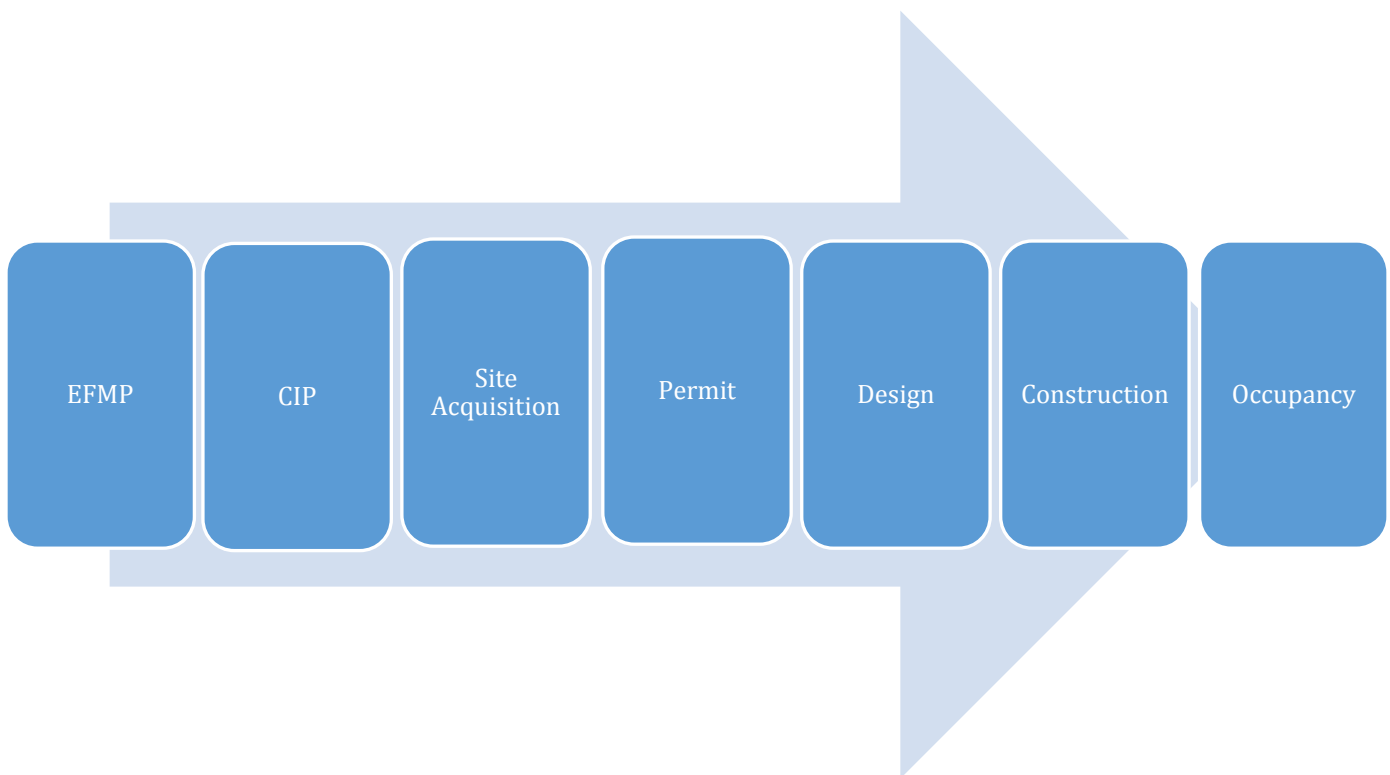 EFMP
CIP
Site
Acquisition
Permit
Design
Construction
Occupancy